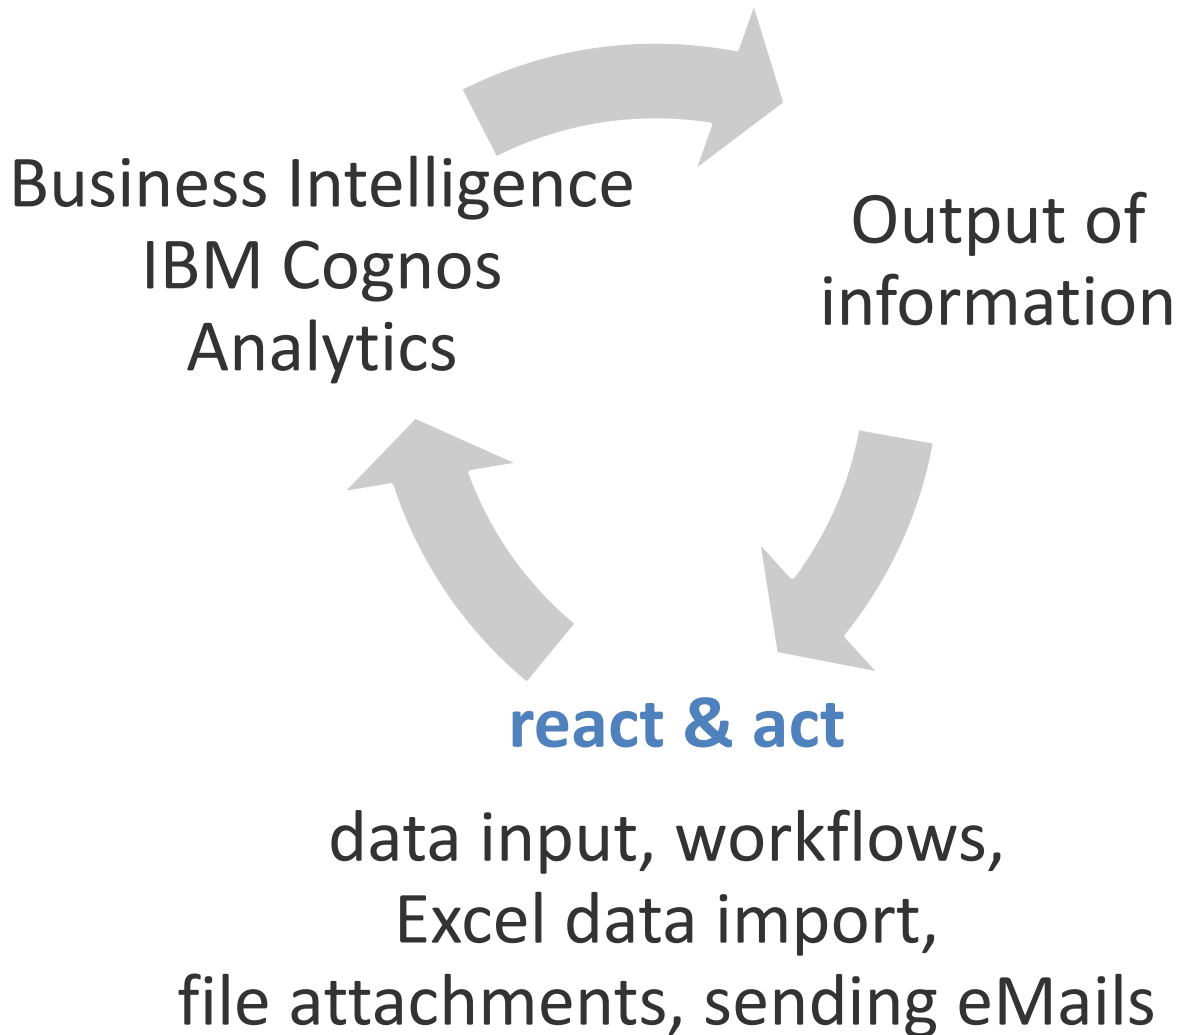 Business Intelligence
IBM Cognos
Analytics
Output of
information
react & act
data input, workflows,
Excel data import,
file attachments, sending eMails